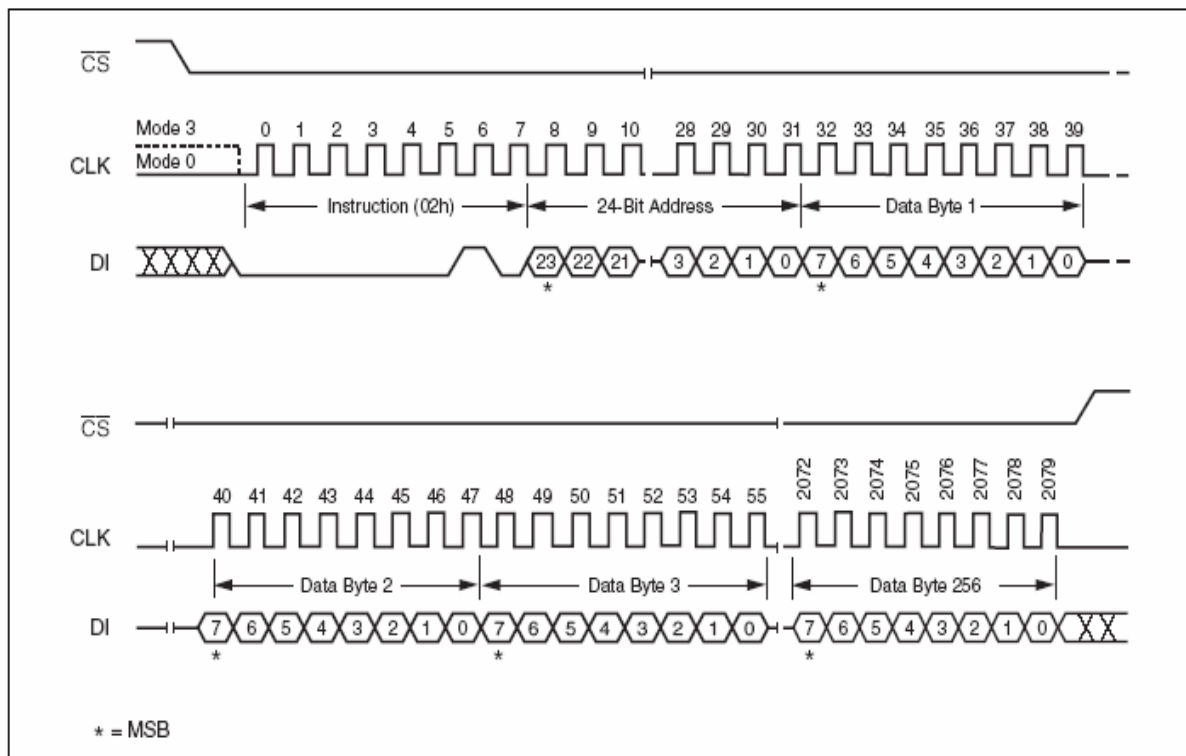 CS
Mode 3 0 1 2 3 4 5 6 7 8 9 10 28 29 30 31 32 33 34 35 36 37 38 39
CLK Mode 0
Instruction (02h) 24-Bit Address Data Byte 1
DI 23 22 21 3 2 1 0 7 6 5 4 3 2 1 0
* *
CS
40 41 42 43 44 45 46 47 48 49 50 51 52 53 54 55 2072 2073 2074 2075 2076 2077 2078 2079
CLK
Data Byte 2 Data Byte 3 Data Byte 256
DI 7 6 5 4 3 2 1 0 7 6 5 4 3 2 1 0 7 6 5 4 3 2 1 0
* * *
* = MSB